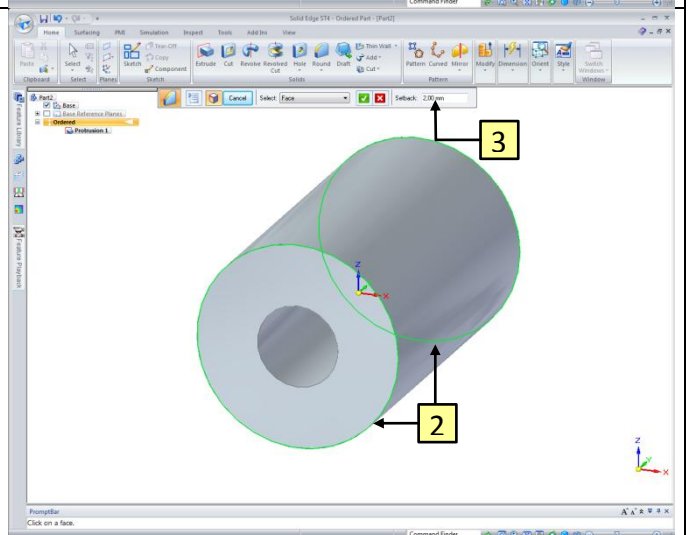 Command Finder
Solid Edge ST4 - Ordered Part - [Part2]
Home Surfacing PMI Simulation Inspect Tools Add Ins View
Paste
Select
Sketch
Trim Off
Copy
Component
Extrude Cut Revolve Revolved Cut Hole Round Draft
Thin Wall
Add
Cut
Pattern Curved Mirror
Modify Dimension Orient Style
Switch Windows
Clipboard Select Planes Sketch Solids Pattern Window
Part2
Base
Base Reference Planes...
Ordered
Protrusion 1
Cancel Select: Face Setback: 2,00 mm
Feature Library
Feature Playback
3
Z
X
2
Z
Y
X
PromptBar
Click on a face.
Command Finder